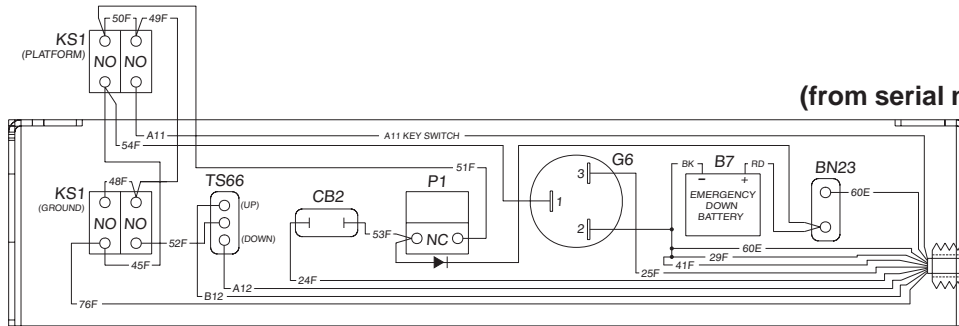 50F 49F
KS1
(PLATFORM)
NO NO
(from serial n
A11 A11 KEY SWITCH
54F
48F
KS1
(GROUND)
NO NO
TS66
(UP)
(DOWN)
CB2
P1
51F
NC
G6
3
1
2
BK B7 RD
- +
EMERGENCY
DOWN
BATTERY
BN23
60E
52F
53F
45F
60E
29F
41F
25F
24F
A12
B12
76F